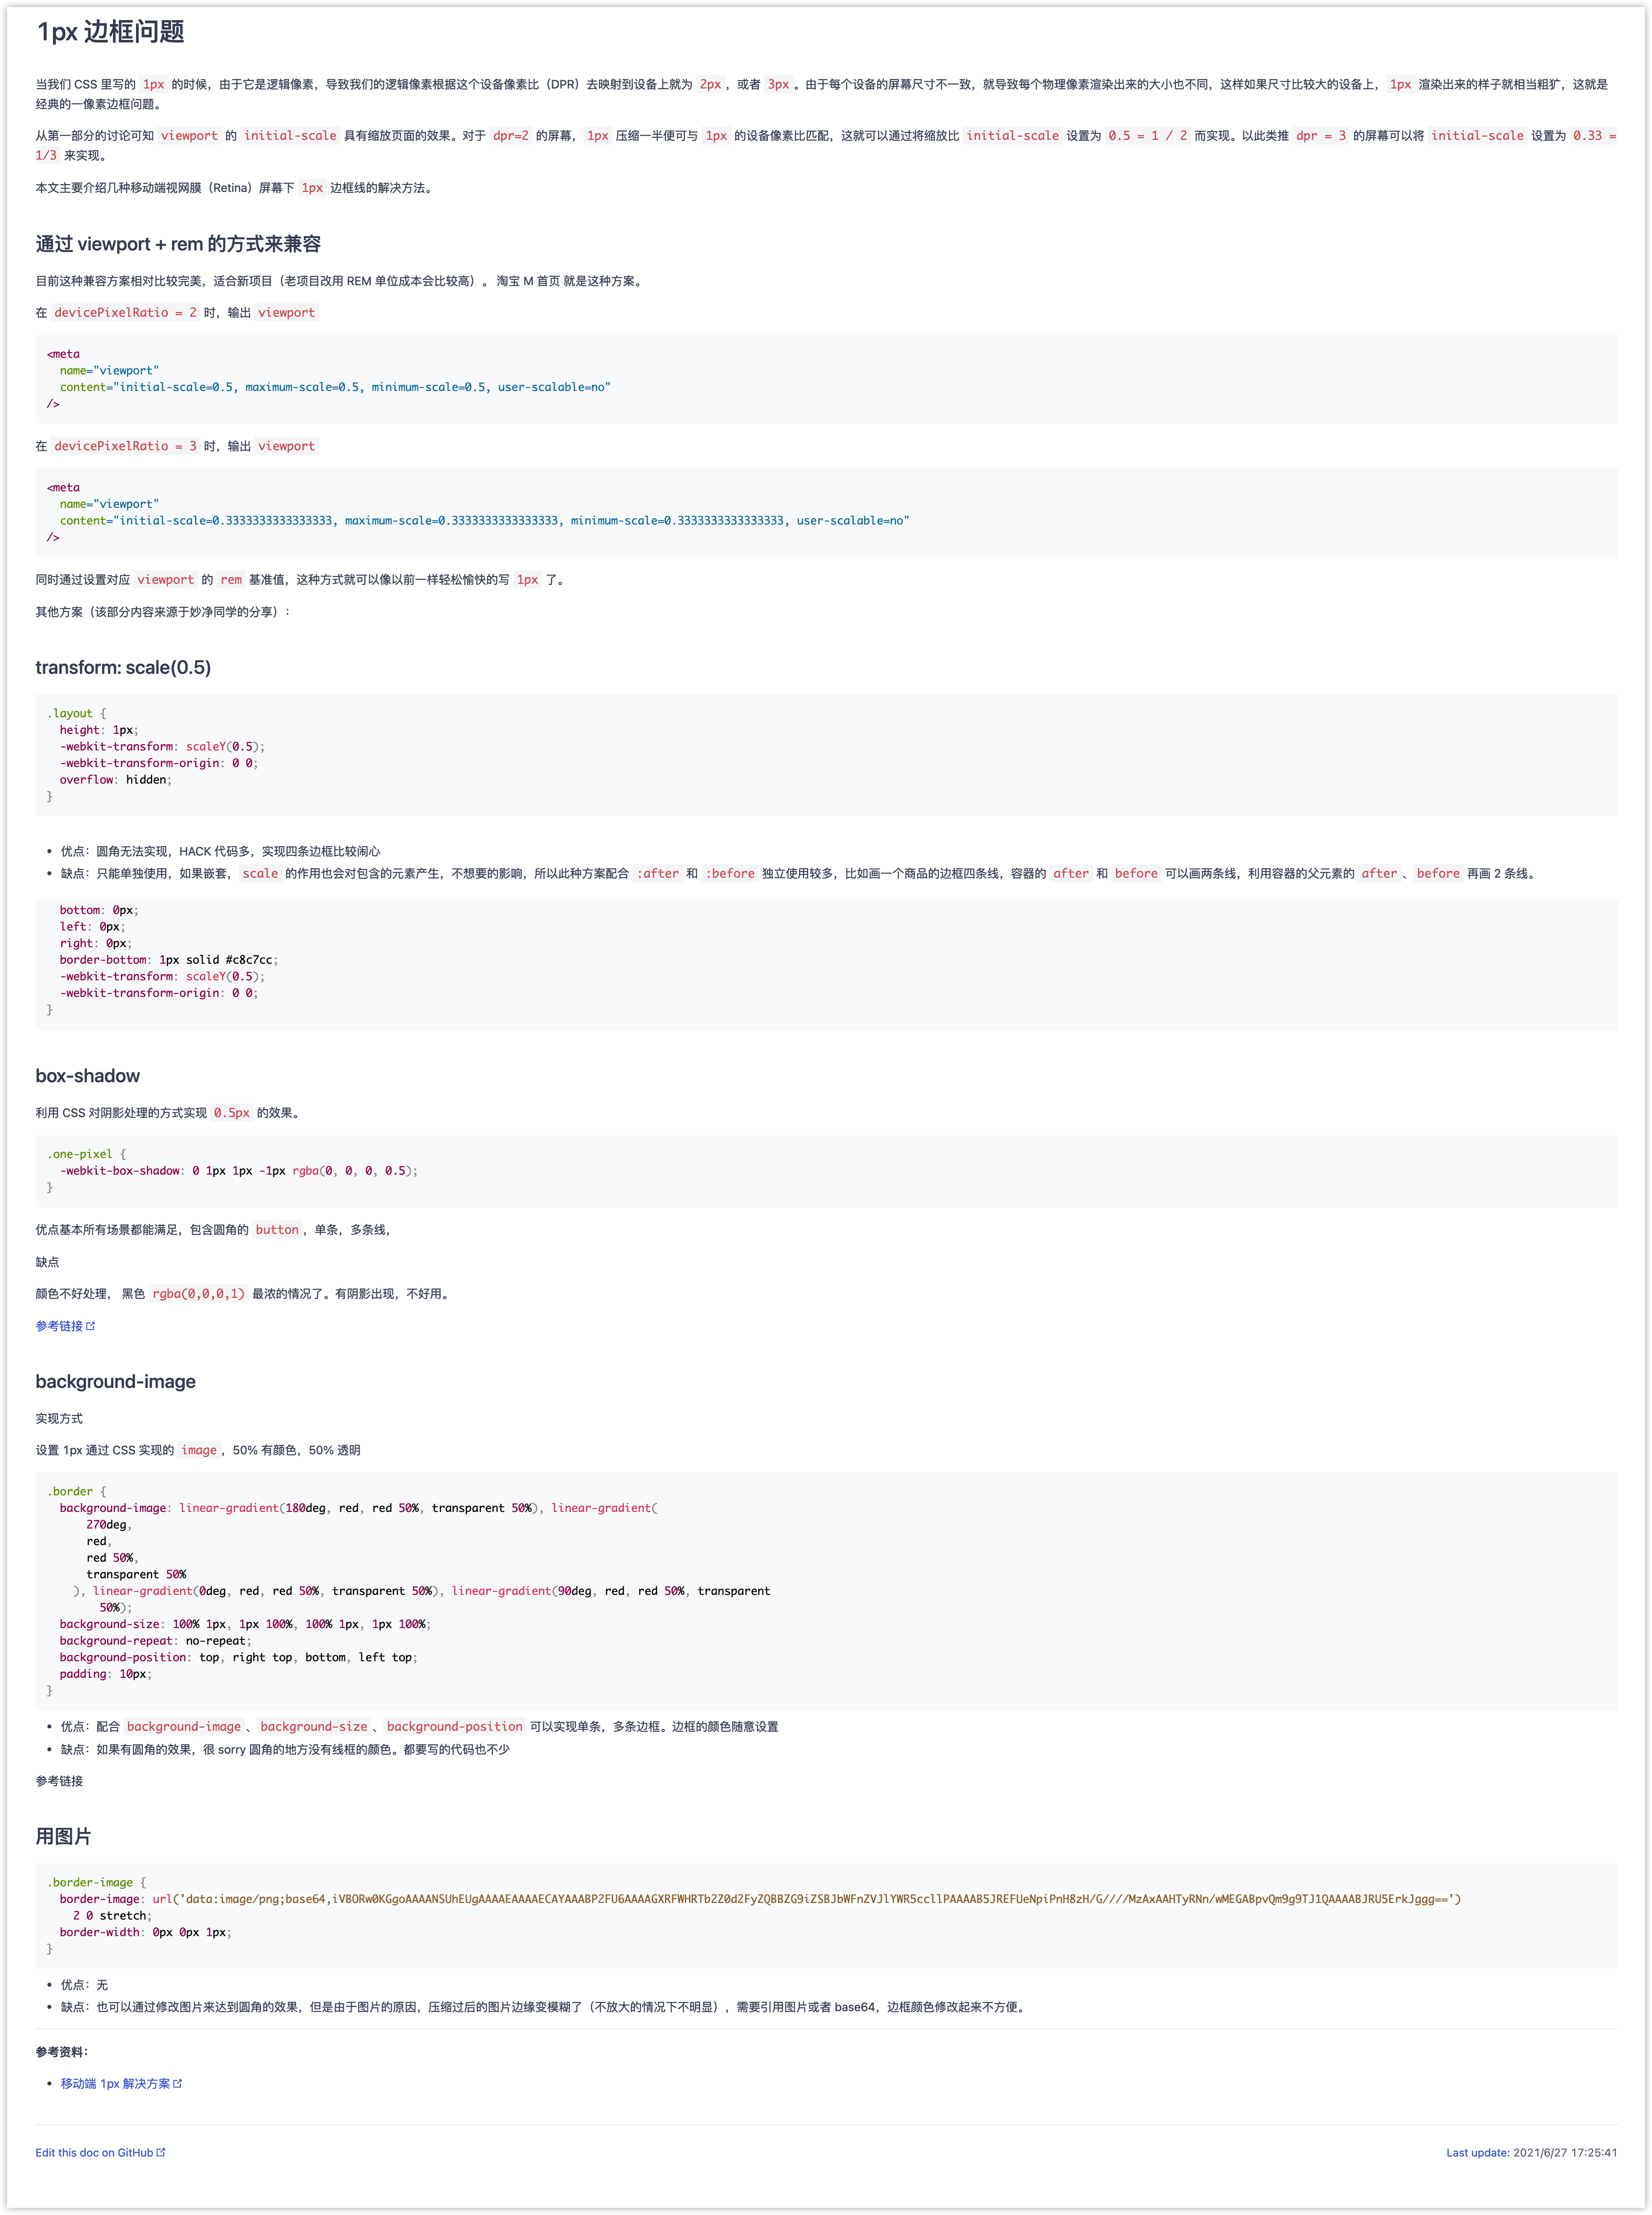 1px 边框问题
当我们 CSS 里写的 1px 的时候，由于它是逻辑像素，导致我们的逻辑像素根据这个设备像素比（DPR）去映射到设备上就为 2px ，或者 3px 。由于每个设备的屏幕尺寸不一致，就导致每个物理像素渲染出来的大小也不同，这样如果尺寸比较大的设备上， 1px 渲染出来的样子就相当粗犷，这就是
经典的一像素边框问题。
从第一部分的讨论可知 viewport 的 initial-scale 具有缩放页面的效果。对于 dpr=2 的屏幕， 1px 压缩一半便可与 1px 的设备像素比匹配，这就可以通过将缩放比 initial-scale 设置为 0.5 = 1 / 2 而实现。以此类推 dpr = 3 的屏幕可以将 initial-scale 设置为 0.33 =
1/3 来实现。
本文主要介绍几种移动端视网膜（Retina）屏幕下 1px 边框线的解决方法。
通过 viewport + rem 的方式来兼容
目前这种兼容方案相对比较完美，适合新项目（老项目改用 REM 单位成本会比较高）。 淘宝 M 首页 就是这种方案。
在 devicePixelRatio = 2 时，输出 viewport
<meta
  name="viewport"
  content="initial-scale=0.5, maximum-scale=0.5, minimum-scale=0.5, user-scalable=no"
/>
在 devicePixelRatio = 3 时，输出 viewport
<meta
  name="viewport"
  content="initial-scale=0.3333333333333333, maximum-scale=0.3333333333333333, minimum-scale=0.3333333333333333, user-scalable=no"
/>
同时通过设置对应 viewport 的 rem 基准值，这种方式就可以像以前一样轻松愉快的写 1px 了。
其他方案（该部分内容来源于妙净同学的分享）：
transform: scale(0.5)
.layout {
  height: 1px;
  -webkit-transform: scaleY(0.5);
  -webkit-transform-origin: 0 0;
  overflow: hidden;
}
• 优点：圆角无法实现，HACK 代码多，实现四条边框比较闹心
• 缺点：只能单独使用，如果嵌套， scale 的作用也会对包含的元素产生，不想要的影响，所以此种方案配合 :after 和 :before 独立使用较多，比如画一个商品的边框四条线，容器的 after 和 before 可以画两条线，利用容器的父元素的 after 、 before 再画 2 条线。
  bottom: 0px;
  left: 0px;
  right: 0px;
  border-bottom: 1px solid #c8c7cc;
  -webkit-transform: scaleY(0.5);
  -webkit-transform-origin: 0 0;
}
box-shadow
利用 CSS 对阴影处理的方式实现 0.5px 的效果。
.one-pixel {
  -webkit-box-shadow: 0 1px 1px -1px rgba(0, 0, 0, 0.5);
}
优点基本所有场景都能满足，包含圆角的 button ，单条，多条线，
缺点
颜色不好处理， 黑色 rgba(0,0,0,1) 最浓的情况了。有阴影出现，不好用。
参考链接
background-image
实现方式
设置 1px 通过 CSS 实现的 image ，50% 有颜色，50% 透明
.border {
  background-image: linear-gradient(180deg, red, red 50%, transparent 50%), linear-gradient(
      270deg,
      red,
      red 50%,
      transparent 50%
    ), linear-gradient(0deg, red, red 50%, transparent 50%), linear-gradient(90deg, red, red 50%, transparent
        50%);
  background-size: 100% 1px, 1px 100%, 100% 1px, 1px 100%;
  background-repeat: no-repeat;
  background-position: top, right top, bottom, left top;
  padding: 10px;
}
• 优点：配合 background-image 、 background-size 、 background-position 可以实现单条，多条边框。边框的颜色随意设置
• 缺点：如果有圆角的效果，很 sorry 圆角的地方没有线框的颜色。都要写的代码也不少
参考链接
用图片
.border-image {
  border-image: url('data:image/png;base64,iVBORw0KGgoAAAANSUhEUgAAAAEAAAAECAYAAABP2FU6AAAAGXRFWHRTb2Z0d2FyZQBBZG9iZSBJbWFnZVJlYWR5ccllPAAAAB5JREFUeNpiPnH8zH/G////MzAxAAHTyRNn/wMEGABpvQm9g9TJ1QAAAABJRU5ErkJggg==')
    2 0 stretch;
  border-width: 0px 0px 1px;
}
• 优点：无
• 缺点：也可以通过修改图片来达到圆角的效果，但是由于图片的原因，压缩过后的图片边缘变模糊了（不放大的情况下不明显），需要引用图片或者 base64，边框颜色修改起来不方便。
参考资料：
• 移动端 1px 解决方案
Edit this doc on GitHub
Last update: 2021/6/27 17:25:41